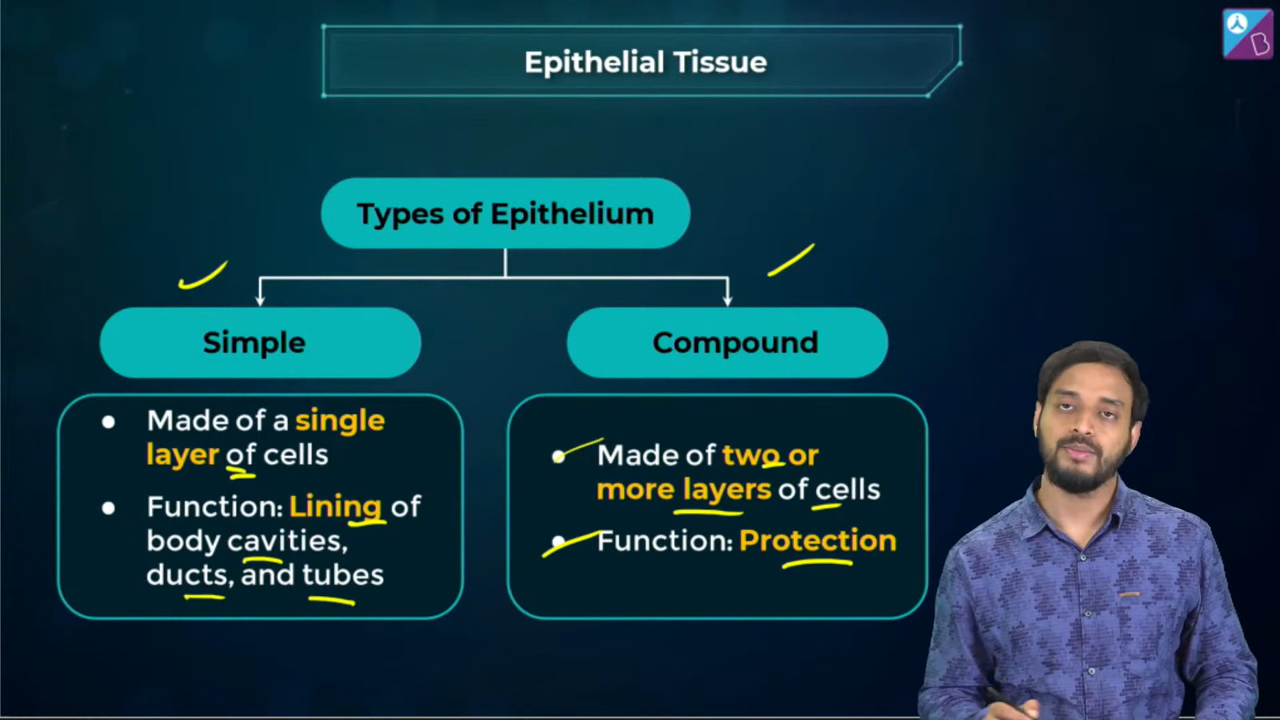 Epithelial Tissue
Types of Epithelium
Simple
Compound
● Made of a single
layer of cells
● Function: Lining of
body cavities,
ducts, and tubes
● Made of two or
more layers of cells
● Function: Protection
B